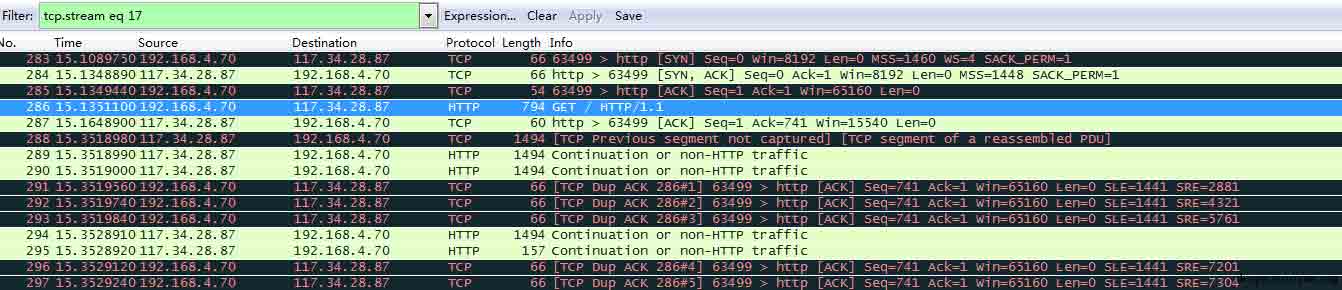 Filter: tcp.stream eq 17 Expression... Clear Apply Save
No. Time Source Destination Protocol Length Info
283 15.1089750 192.168.4.70 117.34.28.87 TCP 66 63499 > http [SYN] Seq=0 Win=8192 Len=0 MSS=1460 WS=4 SACK_PERM=1
284 15.1348890 117.34.28.87 192.168.4.70 TCP 66 http > 63499 [SYN, ACK] Seq=0 Ack=1 Win=8192 Len=0 MSS=1448 SACK_PERM=1
285 15.1349440 192.168.4.70 117.34.28.87 TCP 54 63499 > http [ACK] Seq=1 Ack=1 Win=65160 Len=0
286 15.1351100 192.168.4.70 117.34.28.87 HTTP 794 GET / HTTP/1.1
287 15.1648900 117.34.28.87 192.168.4.70 TCP 60 http > 63499 [ACK] Seq=1 Ack=741 Win=15540 Len=0
288 15.3518980 117.34.28.87 192.168.4.70 TCP 1494 [TCP Previous segment not captured] [TCP segment of a reassembled PDU]
289 15.3518990 117.34.28.87 192.168.4.70 HTTP 1494 Continuation or non-HTTP traffic
290 15.3519000 117.34.28.87 192.168.4.70 HTTP 1494 Continuation or non-HTTP traffic
291 15.3519560 192.168.4.70 117.34.28.87 TCP 66 [TCP Dup ACK 286#1] 63499 > http [ACK] Seq=741 Ack=1 Win=65160 Len=0 SLE=1441 SRE=2881
292 15.3519740 192.168.4.70 117.34.28.87 TCP 66 [TCP Dup ACK 286#2] 63499 > http [ACK] Seq=741 Ack=1 Win=65160 Len=0 SLE=1441 SRE=4321
293 15.3519840 192.168.4.70 117.34.28.87 TCP 66 [TCP Dup ACK 286#3] 63499 > http [ACK] Seq=741 Ack=1 Win=65160 Len=0 SLE=1441 SRE=5761
294 15.3528910 117.34.28.87 192.168.4.70 HTTP 1494 Continuation or non-HTTP traffic
295 15.3528920 117.34.28.87 192.168.4.70 HTTP 157 Continuation or non-HTTP traffic
296 15.3529120 192.168.4.70 117.34.28.87 TCP 66 [TCP Dup ACK 286#4] 63499 > http [ACK] Seq=741 Ack=1 Win=65160 Len=0 SLE=1441 SRE=7201
297 15.3529240 192.168.4.70 117.34.28.87 TCP 66 [TCP Dup ACK 286#5] 63499 > http [ACK] Seq=741 Ack=1 Win=65160 Len=0 SLE=1441 SRE=7304